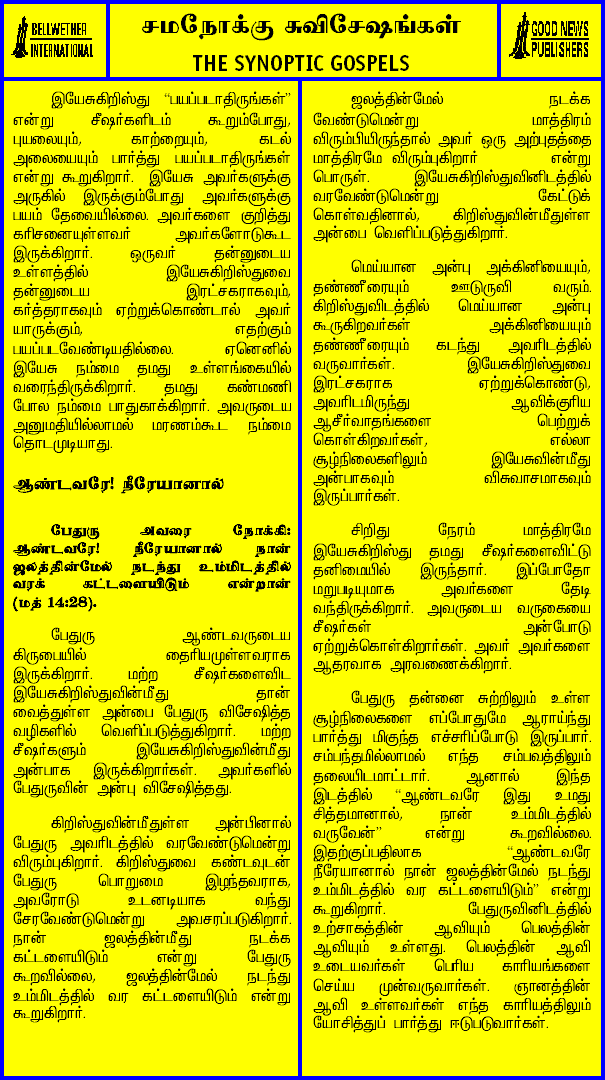 BELLWETHER
INTERNATIONAL
சமநோக்கு சுவிசேஷங்கள்
THE SYNOPTIC GOSPELS
GOOD NEWS
PUBLISHERS
இயேசுகிறிஸ்து “பயப்படாதிருங்கள்”
என்று சீஷர்களிடம் கூறும்போது,
புயலையும், காற்றையும், கடல்
அலையையும் பார்த்து பயப்படாதிருங்கள்
என்று கூறுகிறார். இயேசு அவர்களுக்கு
அருகில் இருக்கும்போது அவர்களுக்கு
பயம் தேவையில்லை. அவர்களை குறித்து
கரிசனையுள்ளவர் அவர்களோடுகூட
இருக்கிறார். ஒருவர் தன்னுடைய
உள்ளத்தில் இயேசுகிறிஸ்துவை
தன்னுடைய இரட்சகராகவும்,
கர்த்தராகவும் ஏற்றுக்கொண்டால் அவர்
யாருக்கும், எதற்கும்
பயப்படவேண்டியதில்லை. ஏனெனில்
இயேசு நம்மை தமது உள்ளங்கையில்
வரைந்திருக்கிறார். தமது கண்மணி
போல நம்மை பாதுகாக்கிறார். அவருடைய
அனுமதியில்லாமல் மரணம்கூட நம்மை
தொடமுடியாது.
ஆண்டவரே! நீரேயானால்
பேதுரு அவரை நோக்கி:
ஆண்டவரே! நீரேயானால் நான்
ஜலத்தின்மேல் நடந்து உம்மிடத்தில்
வரக் கட்டளையிடும் என்றான்
(மத் 14:28).
பேதுரு ஆண்டவருடைய
கிருபையில் தைரியமுள்ளவராக
இருக்கிறார். மற்ற சீஷர்களைவிட
இயேசுகிறிஸ்துவின்மீது தான்
வைத்துள்ள அன்பை பேதுரு விசேஷித்த
வழிகளில் வெளிப்படுத்துகிறார். மற்ற
சீஷர்களும் இயேசுகிறிஸ்துவின்மீது
அன்பாக இருக்கிறார்கள். அவர்களில்
பேதுருவின் அன்பு விசேஷித்தது.
கிறிஸ்துவின்மீதுள்ள அன்பினால்
பேதுரு அவரிடத்தில் வரவேண்டுமென்று
விரும்புகிறார். கிறிஸ்துவை கண்டவுடன்
பேதுரு பொறுமை இழந்தவராக,
அவரோடு உடனடியாக வந்து
சேரவேண்டுமென்று அவசரப்படுகிறார்.
நான் ஜலத்தின்மீது நடக்க
கட்டளையிடும் என்று பேதுரு
கூறவில்லை, ஜலத்தின்மேல் நடந்து
உம்மிடத்தில் வர கட்டளையிடும் என்று
கூறுகிறார்.
ஜலத்தின்மேல் நடக்க
வேண்டுமென்று மாத்திரம்
விரும்பியிருந்தால் அவர் ஒரு அற்புதத்தை
மாத்திரமே விரும்புகிறார் என்று
பொருள். இயேசுகிறிஸ்துவினிடத்தில்
வரவேண்டுமென்று கேட்டுக்
கொள்வதினால், கிறிஸ்துவின்மீதுள்ள
அன்பை வெளிப்படுத்துகிறார்.
மெய்யான அன்பு அக்கினியையும்,
தண்ணீரையும் ஊடுருவி வரும்.
கிறிஸ்துவிடத்தில் மெய்யான அன்பு
கூருகிறவர்கள் அக்கினியையும்
தண்ணீரையும் கடந்து அவரிடத்தில்
வருவார்கள். இயேசுகிறிஸ்துவை
இரட்சகராக ஏற்றுக்கொண்டு,
அவரிடமிருந்து ஆவிக்குரிய
ஆசீர்வாதங்களை பெற்றுக்
கொள்கிறவர்கள், எல்லா
சூழ்நிலைகளிலும் இயேசுவின்மீது
அன்பாகவும் விசுவாசமாகவும்
இருப்பார்கள்.
சிறிது நேரம் மாத்திரமே
இயேசுகிறிஸ்து தமது சீஷர்களைவிட்டு
தனிமையில் இருந்தார். இப்போதோ
மறுபடியுமாக அவர்களை தேடி
வந்திருக்கிறார். அவருடைய வருகையை
சீஷர்கள் அன்போடு
ஏற்றுக்கொள்கிறார்கள். அவர் அவர்களை
ஆதரவாக அரவணைக்கிறார்.
பேதுரு தன்னை சுற்றிலும் உள்ள
சூழ்நிலைகளை எப்போதுமே ஆராய்ந்து
பார்த்து மிகுந்த எச்சரிப்போடு இருப்பார்.
சம்பந்தமில்லாமல் எந்த சம்பவத்திலும்
தலையிடமாட்டார். ஆனால் இந்த
இடத்தில் “ஆண்டவரே இது உமது
சித்தமானால், நான் உம்மிடத்தில்
வருவேன்” என்று கூறவில்லை.
இதற்குப்பதிலாக “ஆண்டவரே
நீரேயானால் நான் ஜலத்தின்மேல் நடந்து
உம்மிடத்தில் வர கட்டளையிடும்” என்று
கூறுகிறார். பேதுருவினிடத்தில்
உற்சாகத்தின் ஆவியும் பெலத்தின்
ஆவியும் உள்ளது. பெலத்தின் ஆவி
உடையவர்கள் பெரிய காரியங்களை
செய்ய முன்வருவார்கள். ஞானத்தின்
ஆவி உள்ளவர்கள் எந்த காரியத்திலும்
யோசித்துப் பார்த்து ஈடுபடுவார்கள்.